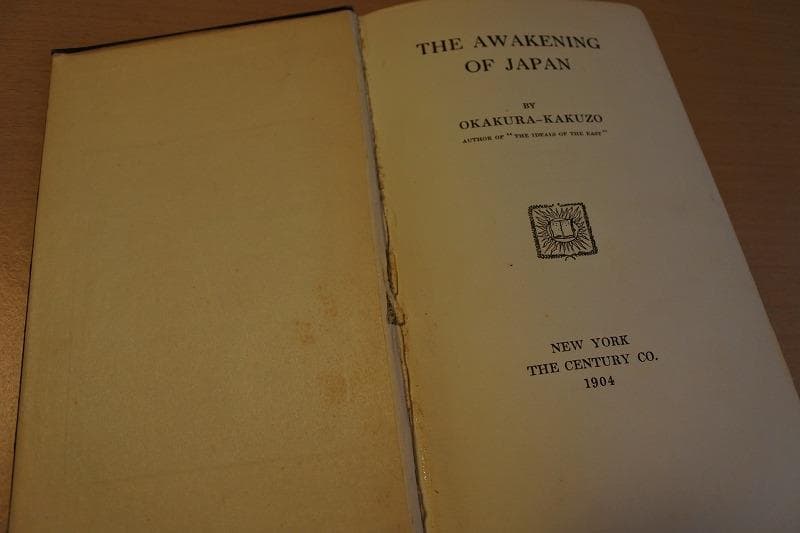 THE AWAKENING
OF JAPAN
BY
OKAKURA-KAKUZO
AUTHOR OF "THE IDEALS OF THE EAST"
NEW YORK
THE CENTURY CO.
1904